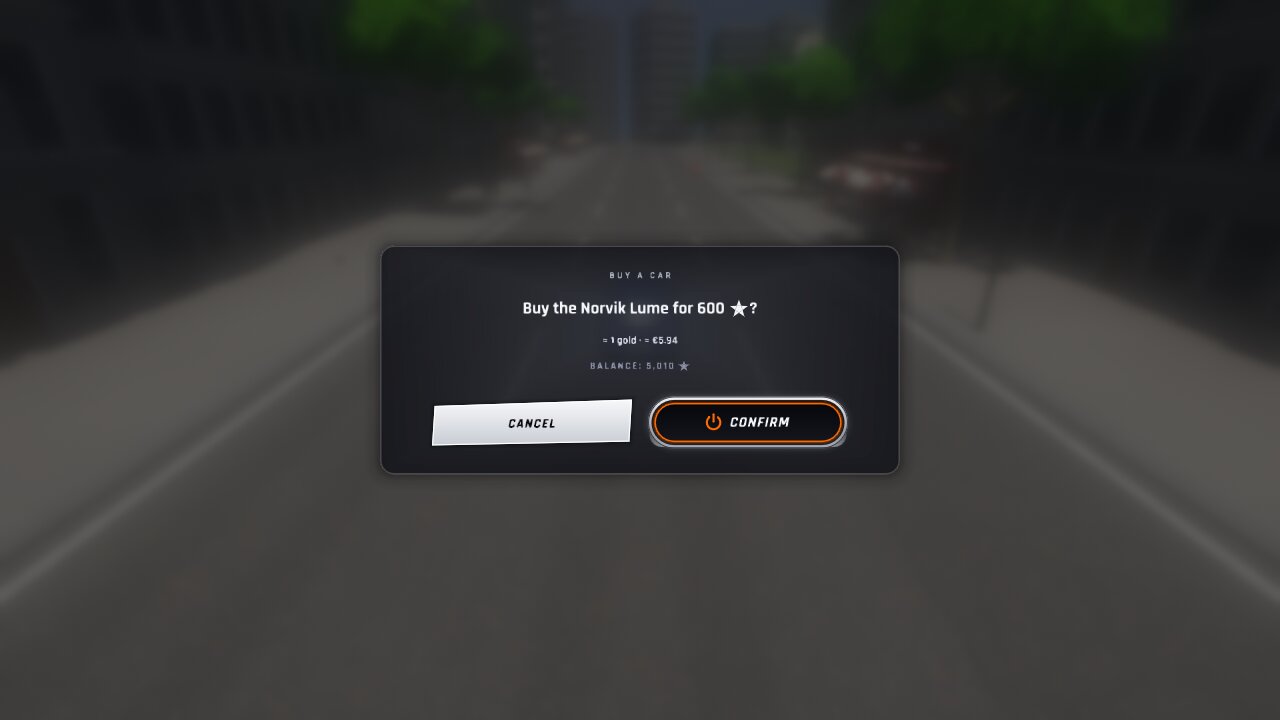 BUY A CAR
Buy the Norvik Lume for 600 ★?
≈ 1 gold · ≈ €5.94
BALANCE: 5,010 ★
CANCEL
CONFIRM